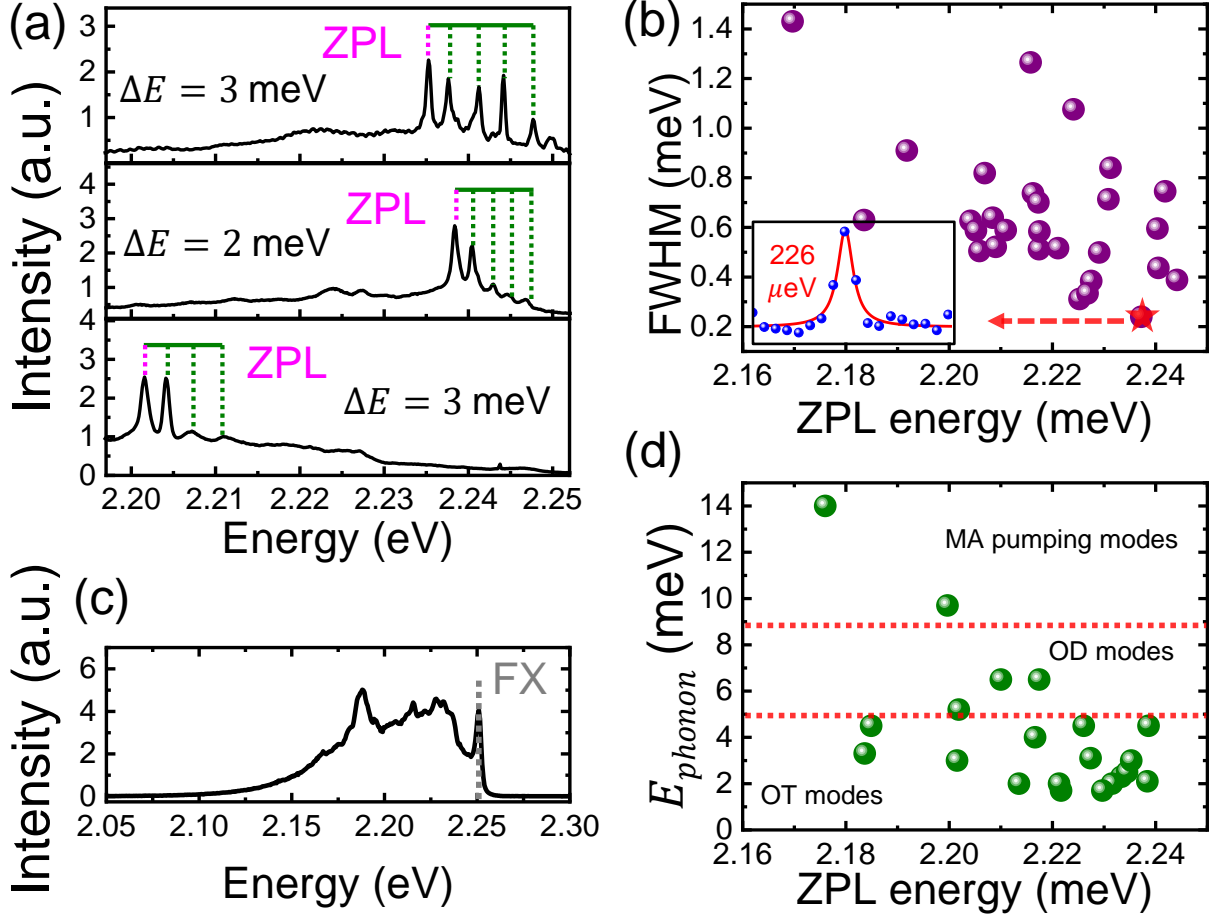 (a)
Intensity (a.u.)
3
2
1
ZPL
ΔE = 3 meV
4
3
2
1
0
ZPL
ΔE = 2 meV
4
3
2
1
0
ZPL
ΔE = 3 meV
2.20 2.21 2.22 2.23 2.24 2.25
Energy (eV)
(b)
FWHM (meV)
1.4
1.2
1.0
0.8
0.6
0.4
0.2
226
μeV
2.16 2.18 2.20 2.22 2.24
ZPL energy (meV)
(c)
Intensity (a.u.)
6
4
2
0
FX
2.05 2.10 2.15 2.20 2.25 2.30
Energy (eV)
(d)
E_phonon (meV)
14
12
10
8
6
4
2
0
MA pumping modes
OD modes
OT modes
2.16 2.18 2.20 2.22 2.24
ZPL energy (meV)